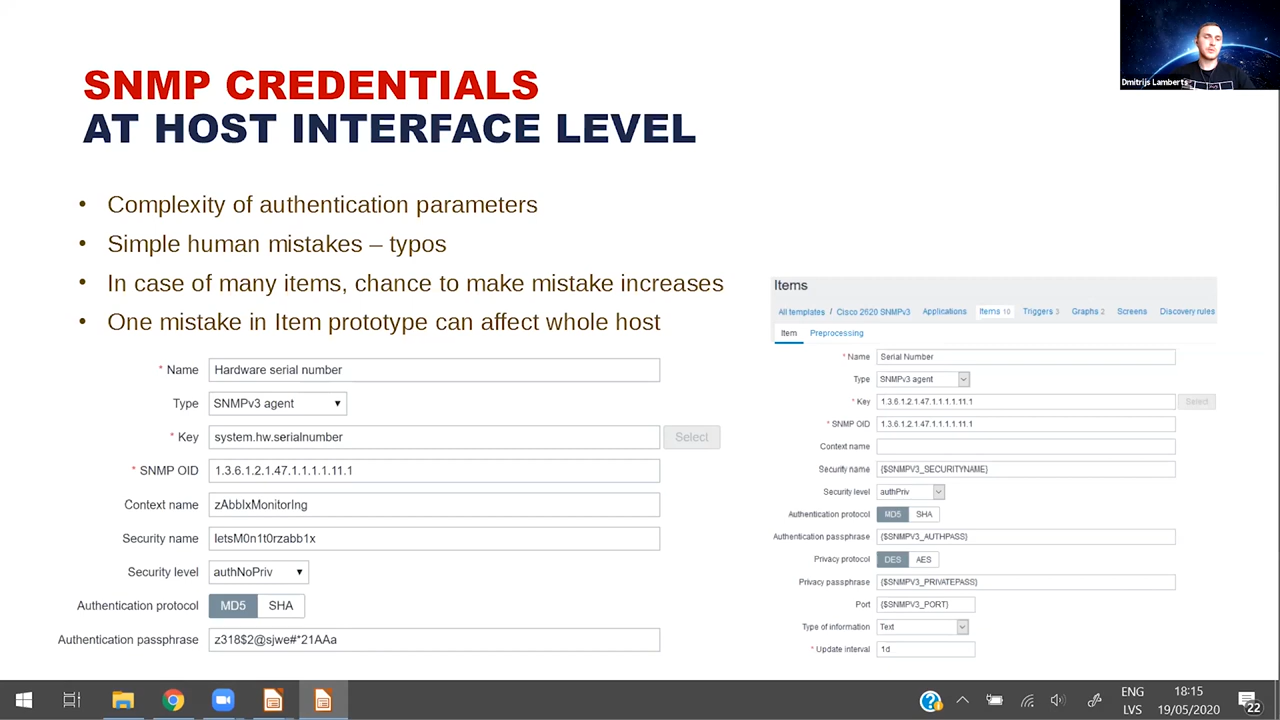 Dmitrijs Lamberts
SNMP CREDENTIALS
AT HOST INTERFACE LEVEL
• Complexity of authentication parameters
• Simple human mistakes – typos
• In case of many items, chance to make mistake increases
• One mistake in Item prototype can affect whole host
* Name Hardware serial number
Type SNMPv3 agent
* Key system.hw.serialnumber Select
* SNMP OID 1.3.6.1.2.1.47.1.1.1.1.11.1
Context name zAbbIxMonitorIng
Security name letsM0n1t0rzabb1x
Security level authNoPriv
Authentication protocol MD5 SHA
Authentication passphrase z318$2@sjwe#*21AAa
Items
All templates / Cisco 2620 SNMPv3 Applications Items 10 Triggers 3 Graphs 2 Screens Discovery rules
Item Preprocessing
* Name Serial Number
Type SNMPv3 agent
* Key 1.3.6.1.2.1.47.1.1.1.1.11.1 Select
* SNMP OID 1.3.6.1.2.1.47.1.1.1.1.11.1
Context name
Security name {$SNMPV3_SECURITYNAME}
Security level authPriv
Authentication protocol MD5 SHA
Authentication passphrase {$SNMPV3_AUTHPASS}
Privacy protocol DES AES
Privacy passphrase {$SNMPV3_PRIVATEPASS}
Port {$SNMPV3_PORT}
Type of information Text
* Update interval 1d
ENG
LVS
18:15
19/05/2020
22